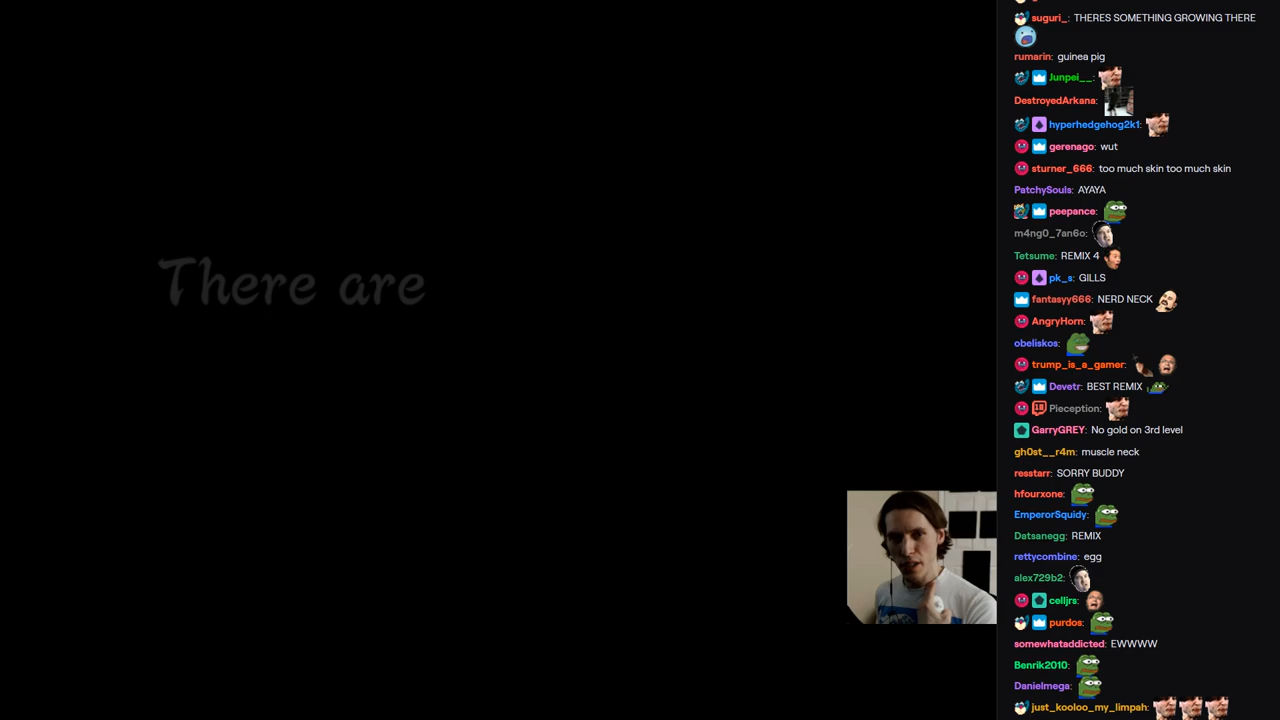 There are
suguri_: THERES SOMETHING GROWING THERE
rumarin: guinea pig
Junpei__:
DestroyedArkana:
hyperhedgehog2k1:
gerenago: wut
sturner_666: too much skin too much skin
PatchySouls: AYAYA
peepance:
m4ng0_7an6o:
Tetsume: REMIX 4
pk_s: GILLS
fantasyy666: NERD NECK
AngryHorn:
obeliskos:
trump_is_a_gamer:
Devetr: BEST REMIX
18 Pieception:
GarryGREY: No gold on 3rd level
gh0st__r4m: muscle neck
resstarr: SORRY BUDDY
hfourxone:
EmperorSquidy:
Datsanegg: REMIX
rettycombine: egg
alex729b2:
celljrs:
purdos:
somewhataddicted: EWWWW
Benrik2010:
Danielmega:
just_kooloo_my_limpah: